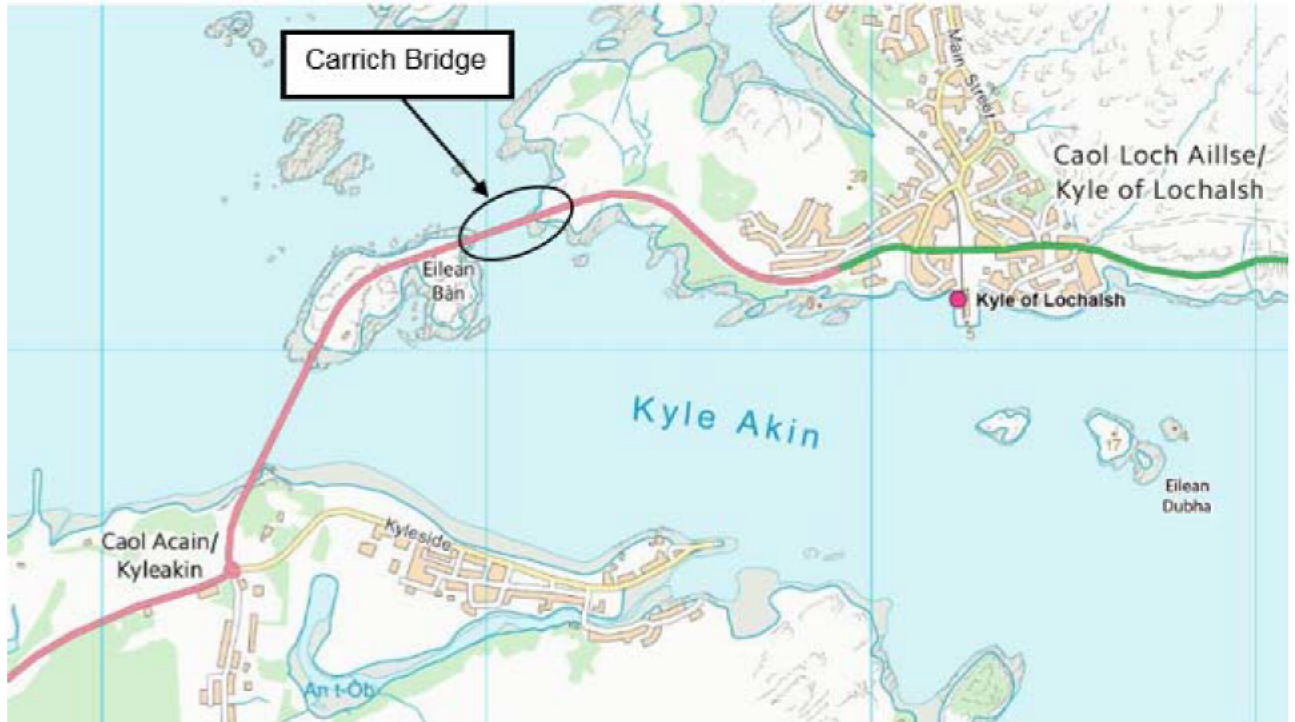 Carrich Bridge
Main Street
39
Caol Loch Aillse/
Kyle of Lochalsh
Eilean
Bàn
Kyle of Lochalsh
5
Kyle Akin
17
4
Eilean
Dubha
Caol Acain/
Kyleakin
Kyleside
An t-Òb